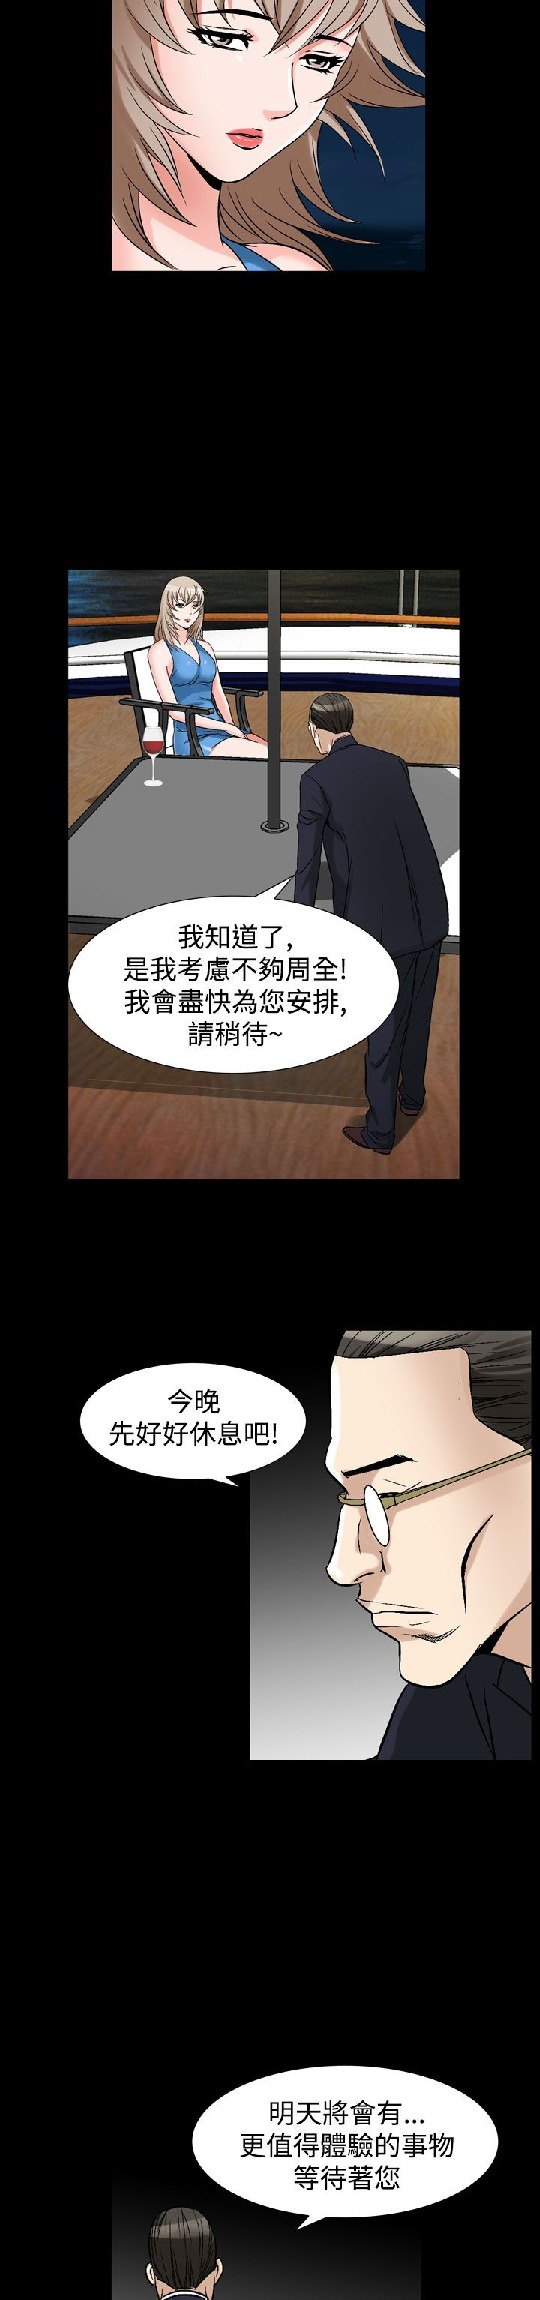 我知道了,
是我考慮不夠周全!
我會盡快為您安排,
請稍待~
今晚
先好好休息吧!
明天將會有...
更值得體驗的事物
等待著您